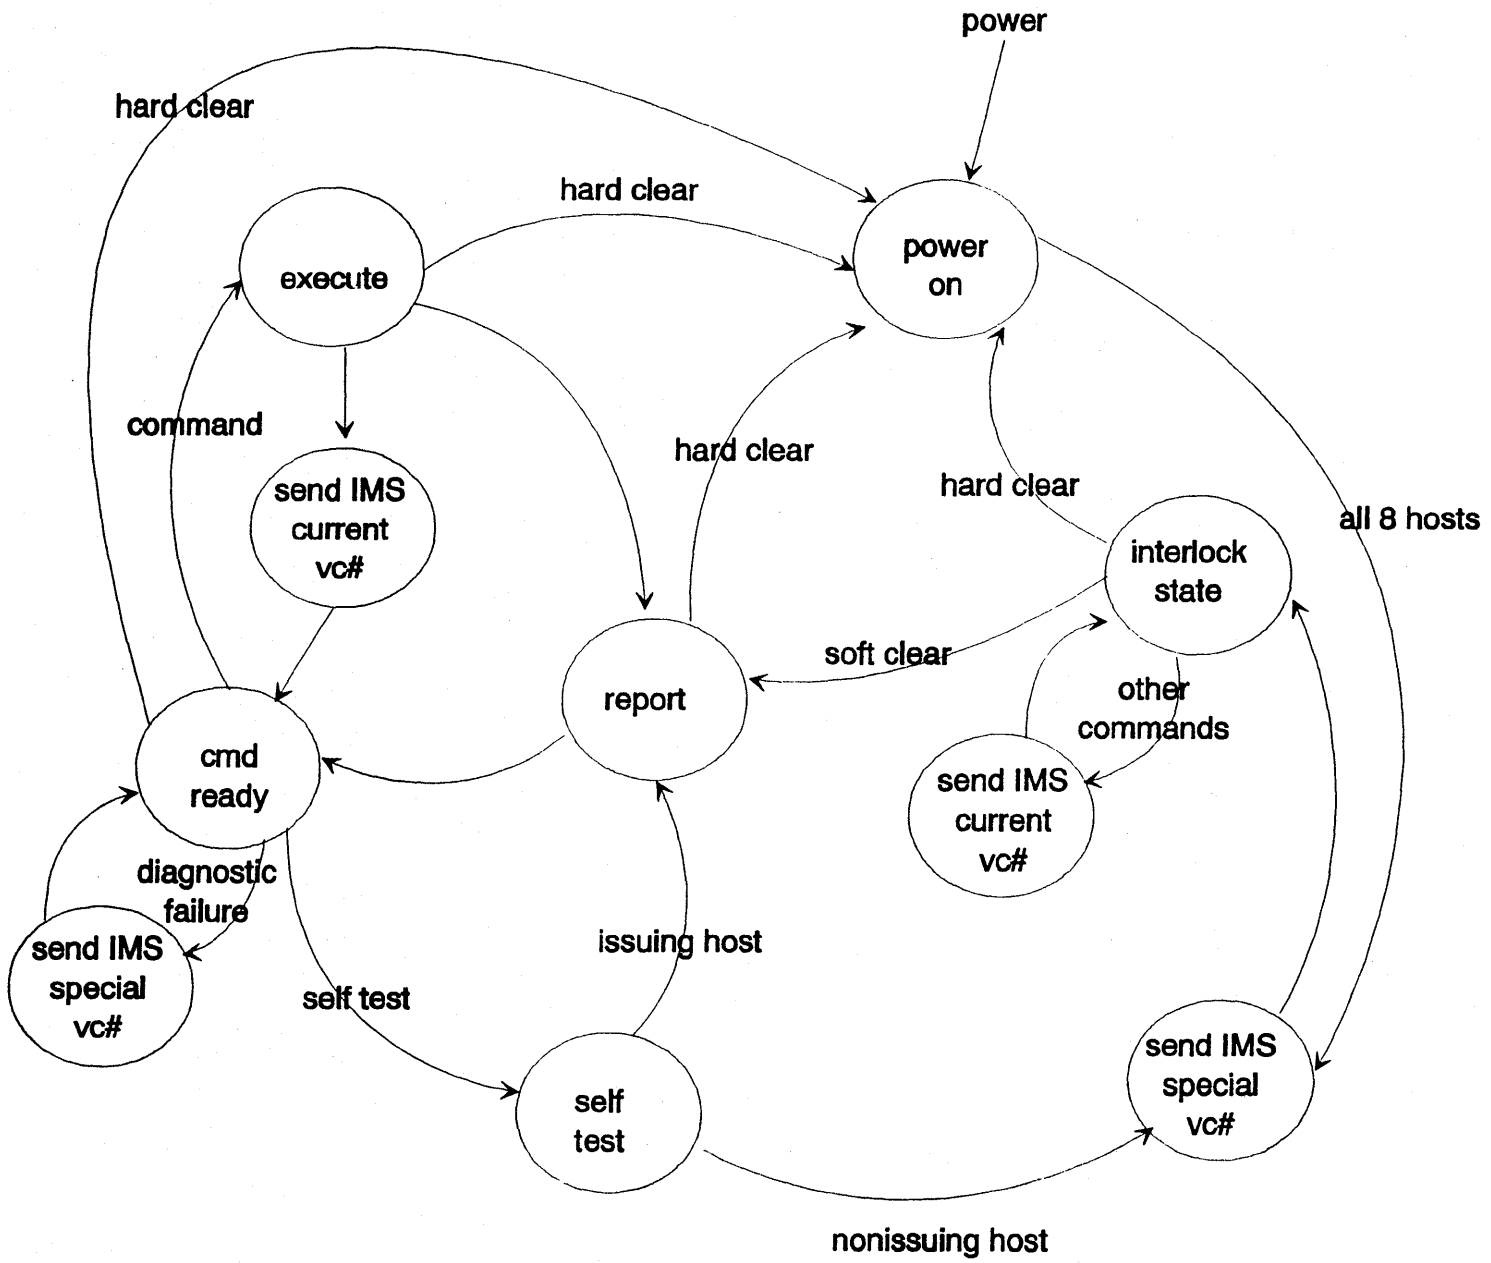 power
hard clear
hard clear
power
on
execute
command
hard clear
send IMS
current
vc#
hard clear
all 8 hosts
interlock
state
soft clear
report
other
commands
cmd
ready
send IMS
current
vc#
diagnostic
failure
send IMS
special
vc#
issuing host
self test
send IMS
special
vc#
self
test
nonissuing host